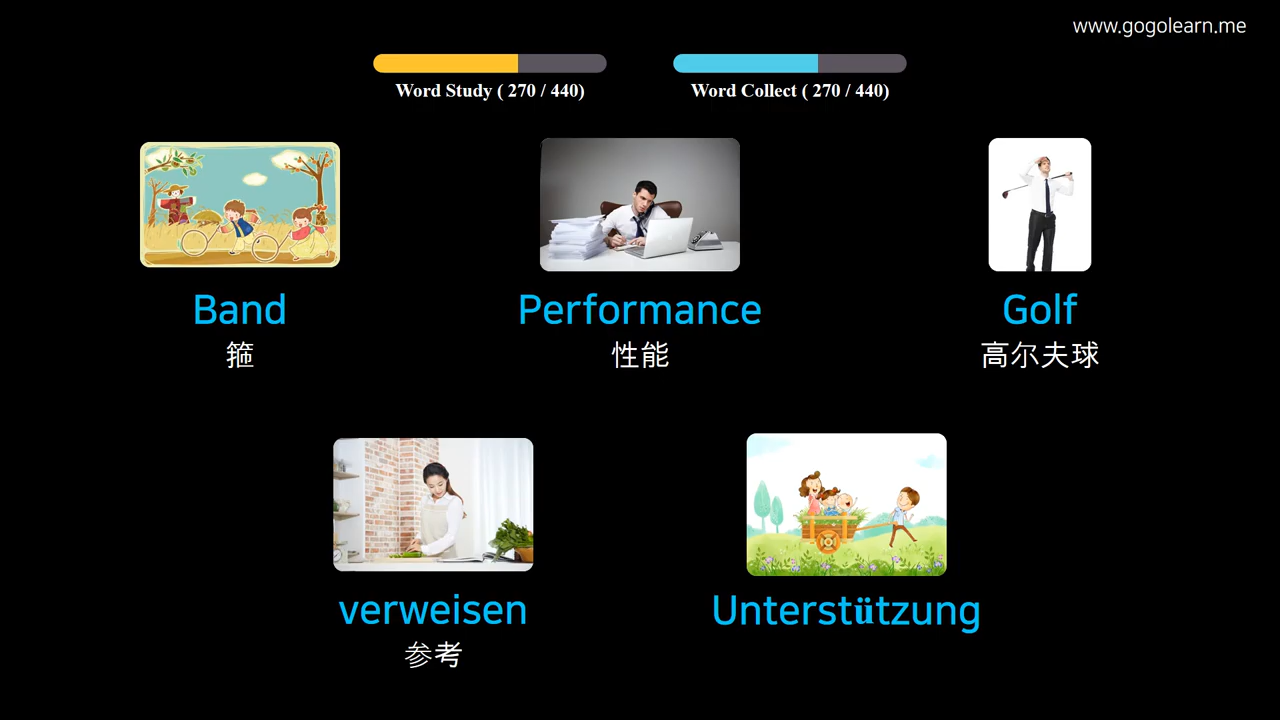 www.gogolearn.me
Word Study ( 270 / 440)
Word Collect ( 270 / 440)
Band
箍
Performance
性能
Golf
高尔夫球
verweisen
参考
Unterstützung